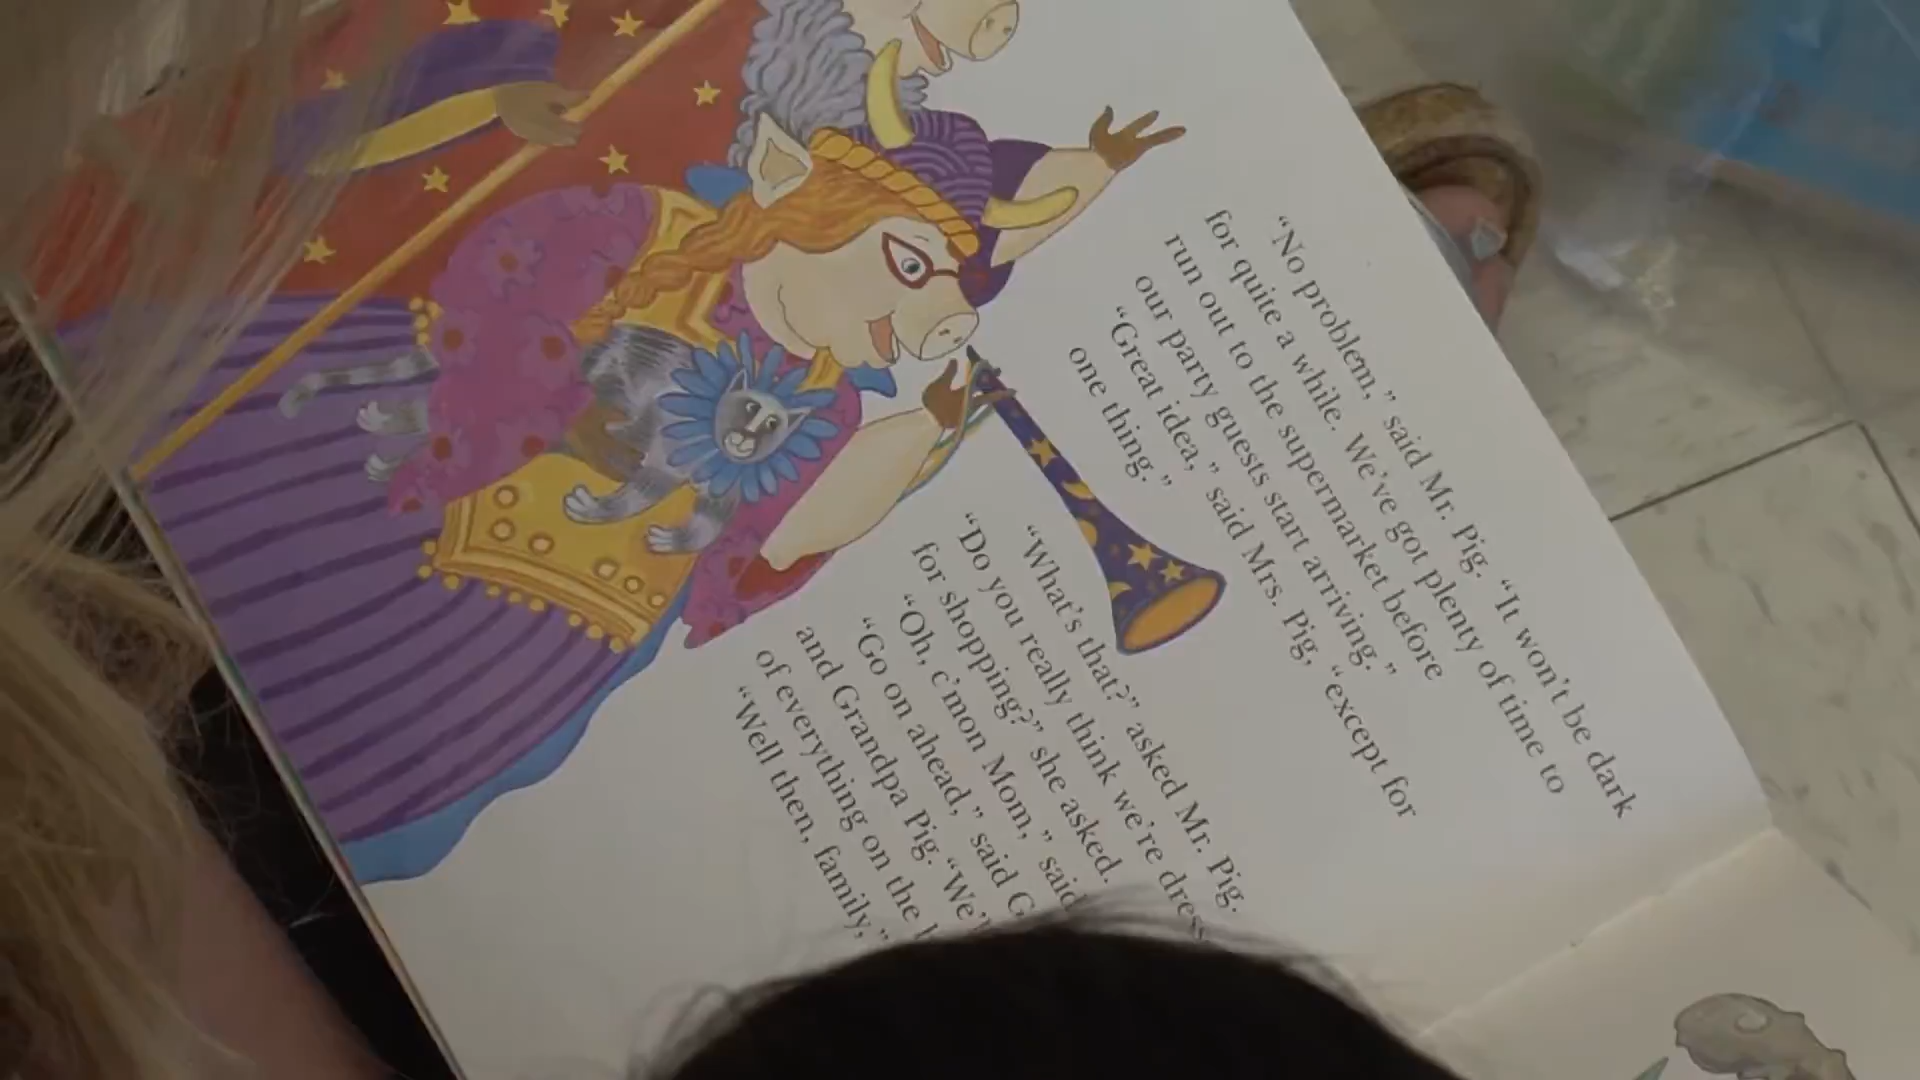 “No problem,” said Mr. Pig. “It won’t be dark
for quite a while. We’ve got plenty of time to
run out to the supermarket before
our party guests start arriving.”
“Great idea,” said Mrs. Pig, “except for
one thing.”
“What’s that?” asked Mr. Pig.
“Do you really think we’re dress
for shopping?” she asked.
“Oh, c’mon Mom,” said
“Go on ahead,” said G
and Grandpa Pig. “We’l
of everything on the
“Well then, family,”